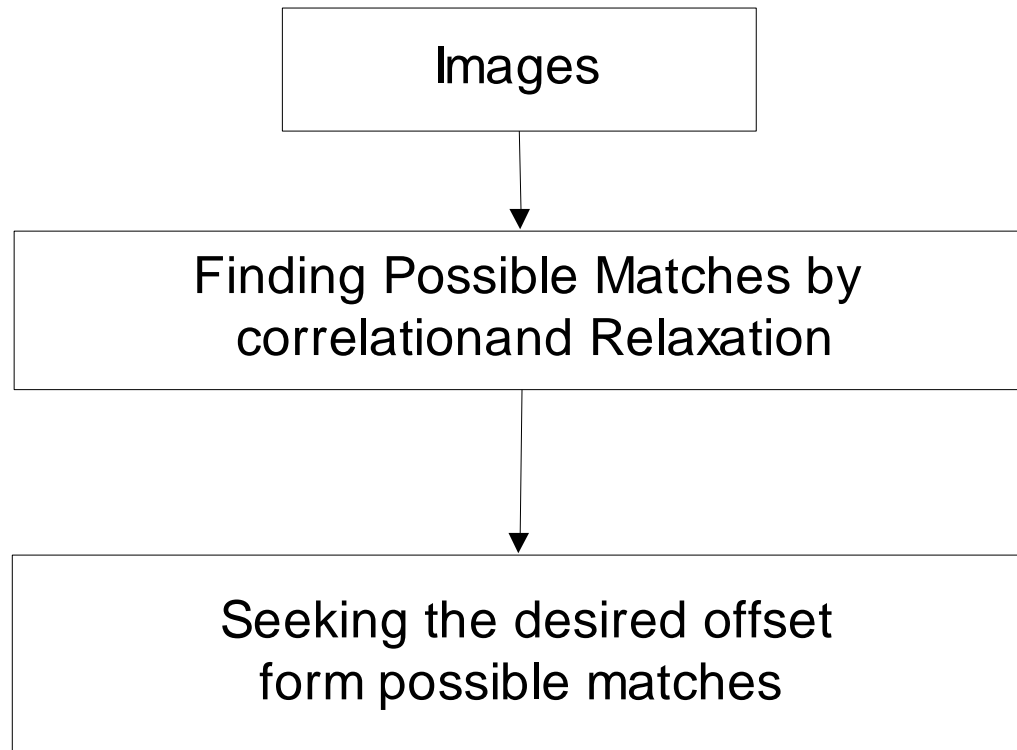 Images
Finding Possible Matches by
correlationand Relaxation
Seeking the desired offset
form possible matches